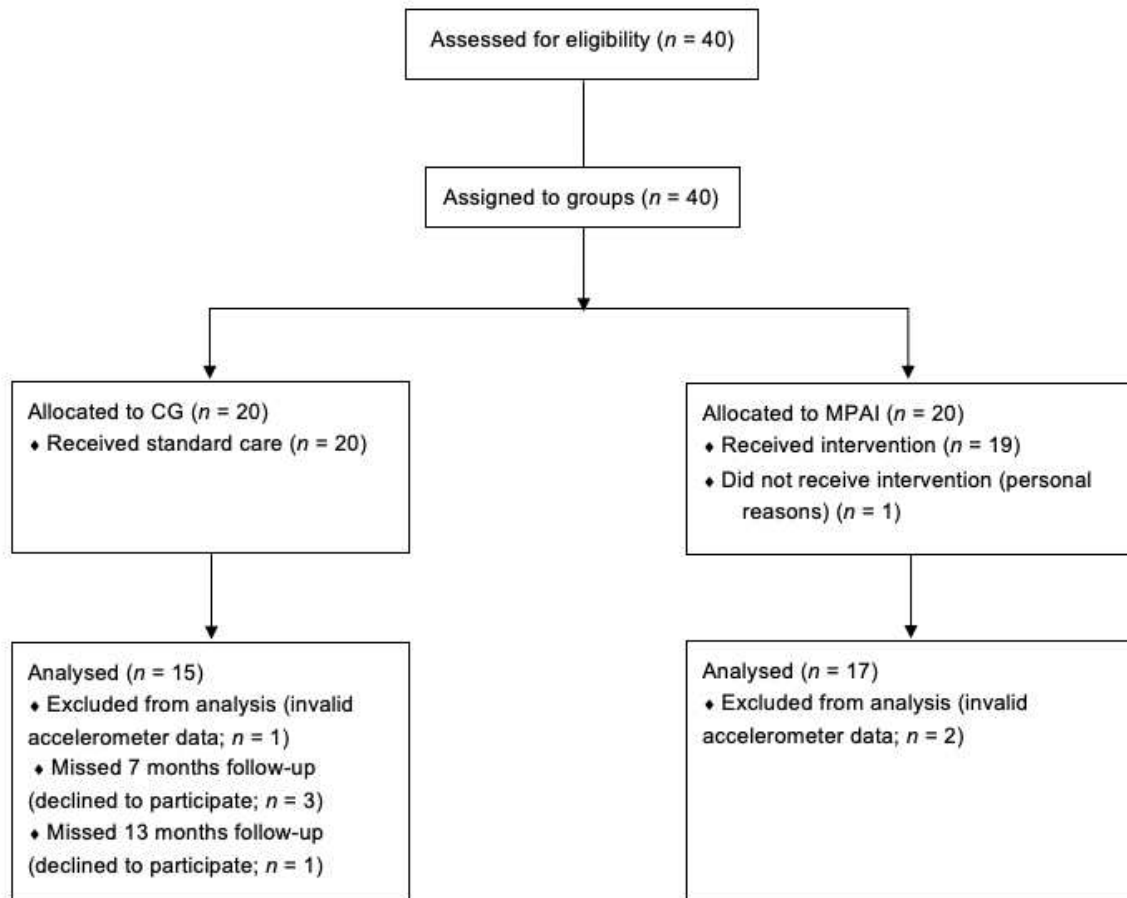 Assessed for eligibility (n = 40)
Assigned to groups (n = 40)
Allocated to CG (n = 20)
♦ Received standard care (n = 20)
Allocated to MPAI (n = 20)
♦ Received intervention (n = 19)
♦ Did not receive intervention (personal
reasons) (n = 1)
Analysed (n = 15)
♦ Excluded from analysis (invalid
accelerometer data; n = 1)
♦ Missed 7 months follow-up
(declined to participate; n = 3)
♦ Missed 13 months follow-up
(declined to participate; n = 1)
Analysed (n = 17)
♦ Excluded from analysis (invalid
accelerometer data; n = 2)